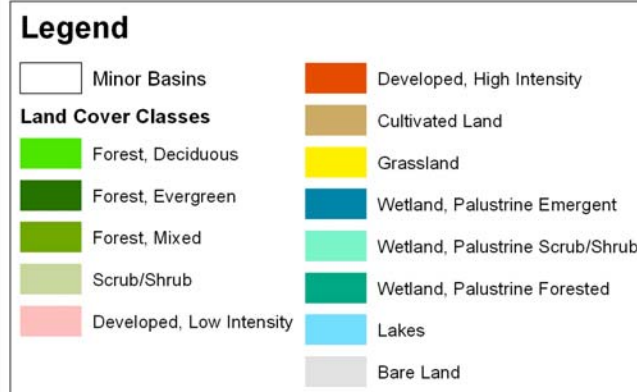 Legend
Minor Basins
Land Cover Classes
Forest, Deciduous
Forest, Evergreen
Forest, Mixed
Scrub/Shrub
Developed, Low Intensity
Developed, High Intensity
Cultivated Land
Grassland
Wetland, Palustrine Emergent
Wetland, Palustrine Scrub/Shrub
Wetland, Palustrine Forested
Lakes
Bare Land